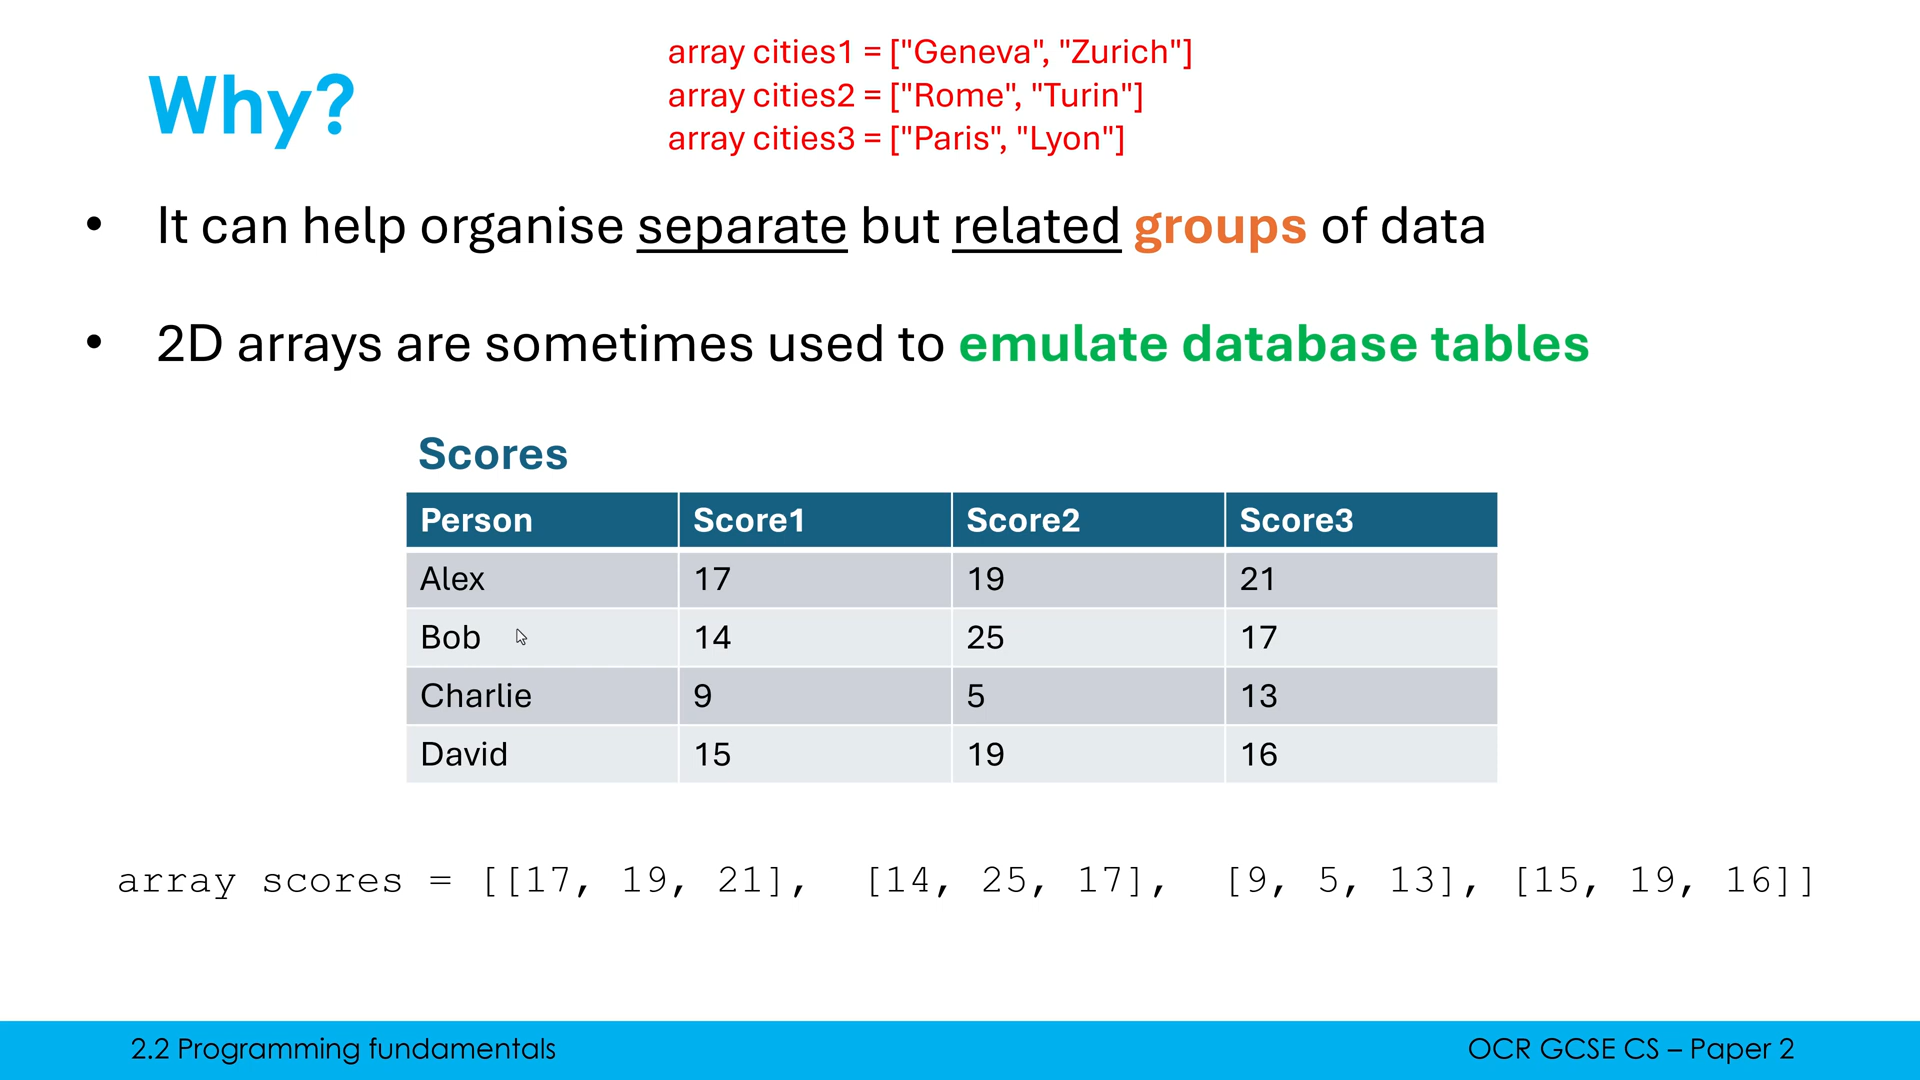 Why?
array cities1 = ["Geneva", "Zurich"]
array cities2 = ["Rome", "Turin"]
array cities3 = ["Paris", "Lyon"]
• It can help organise separate but related groups of data
• 2D arrays are sometimes used to emulate database tables
Scores
Person Score1 Score2 Score3
Alex 17 19 21
Bob 14 25 17
Charlie 9 5 13
David 15 19 16
array scores = [[17, 19, 21], [14, 25, 17], [9, 5, 13], [15, 19, 16]]
2.2 Programming fundamentals OCR GCSE CS – Paper 2